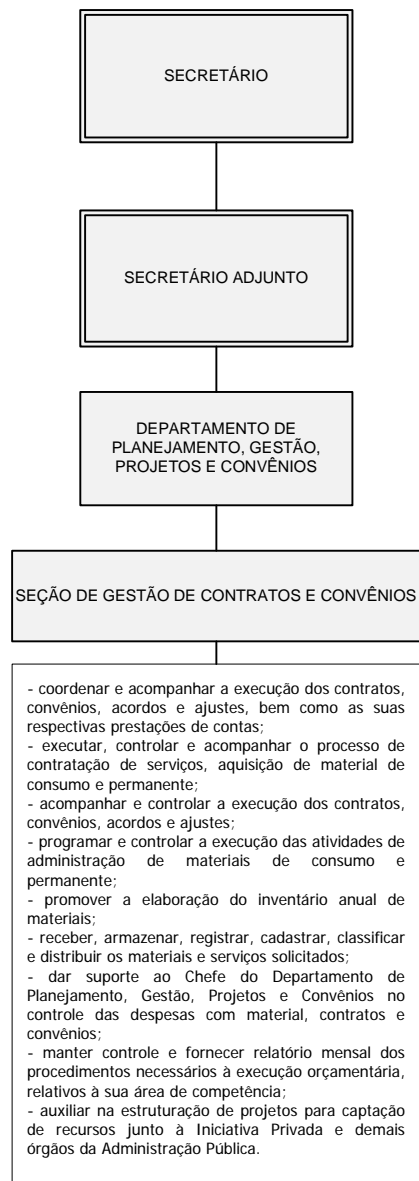 SECRETÁRIO
SECRETÁRIO ADJUNTO
DEPARTAMENTO DE
PLANEJAMENTO, GESTÃO,
PROJETOS E CONVÊNIOS
SEÇÃO DE GESTÃO DE CONTRATOS E CONVÊNIOS
- coordenar e acompanhar a execução dos contratos,
convênios, acordos e ajustes, bem como as suas
respectivas prestações de contas;
- executar, controlar e acompanhar o processo de
contratação de serviços, aquisição de material de
consumo e permanente;
- acompanhar e controlar a execução dos contratos,
convênios, acordos e ajustes;
- programar e controlar a execução das atividades de
administração de materiais de consumo e
permanente;
- promover a elaboração do inventário anual de
materiais;
- receber, armazenar, registrar, cadastrar, classificar
e distribuir os materiais e serviços solicitados;
- dar suporte ao Chefe do Departamento de
Planejamento, Gestão, Projetos e Convênios no
controle das despesas com material, contratos e
convênios;
- manter controle e fornecer relatório mensal dos
procedimentos necessários à execução orçamentária,
relativos à sua área de competência;
- auxiliar na estruturação de projetos para captação
de recursos junto à Iniciativa Privada e demais
órgãos da Administração Pública.